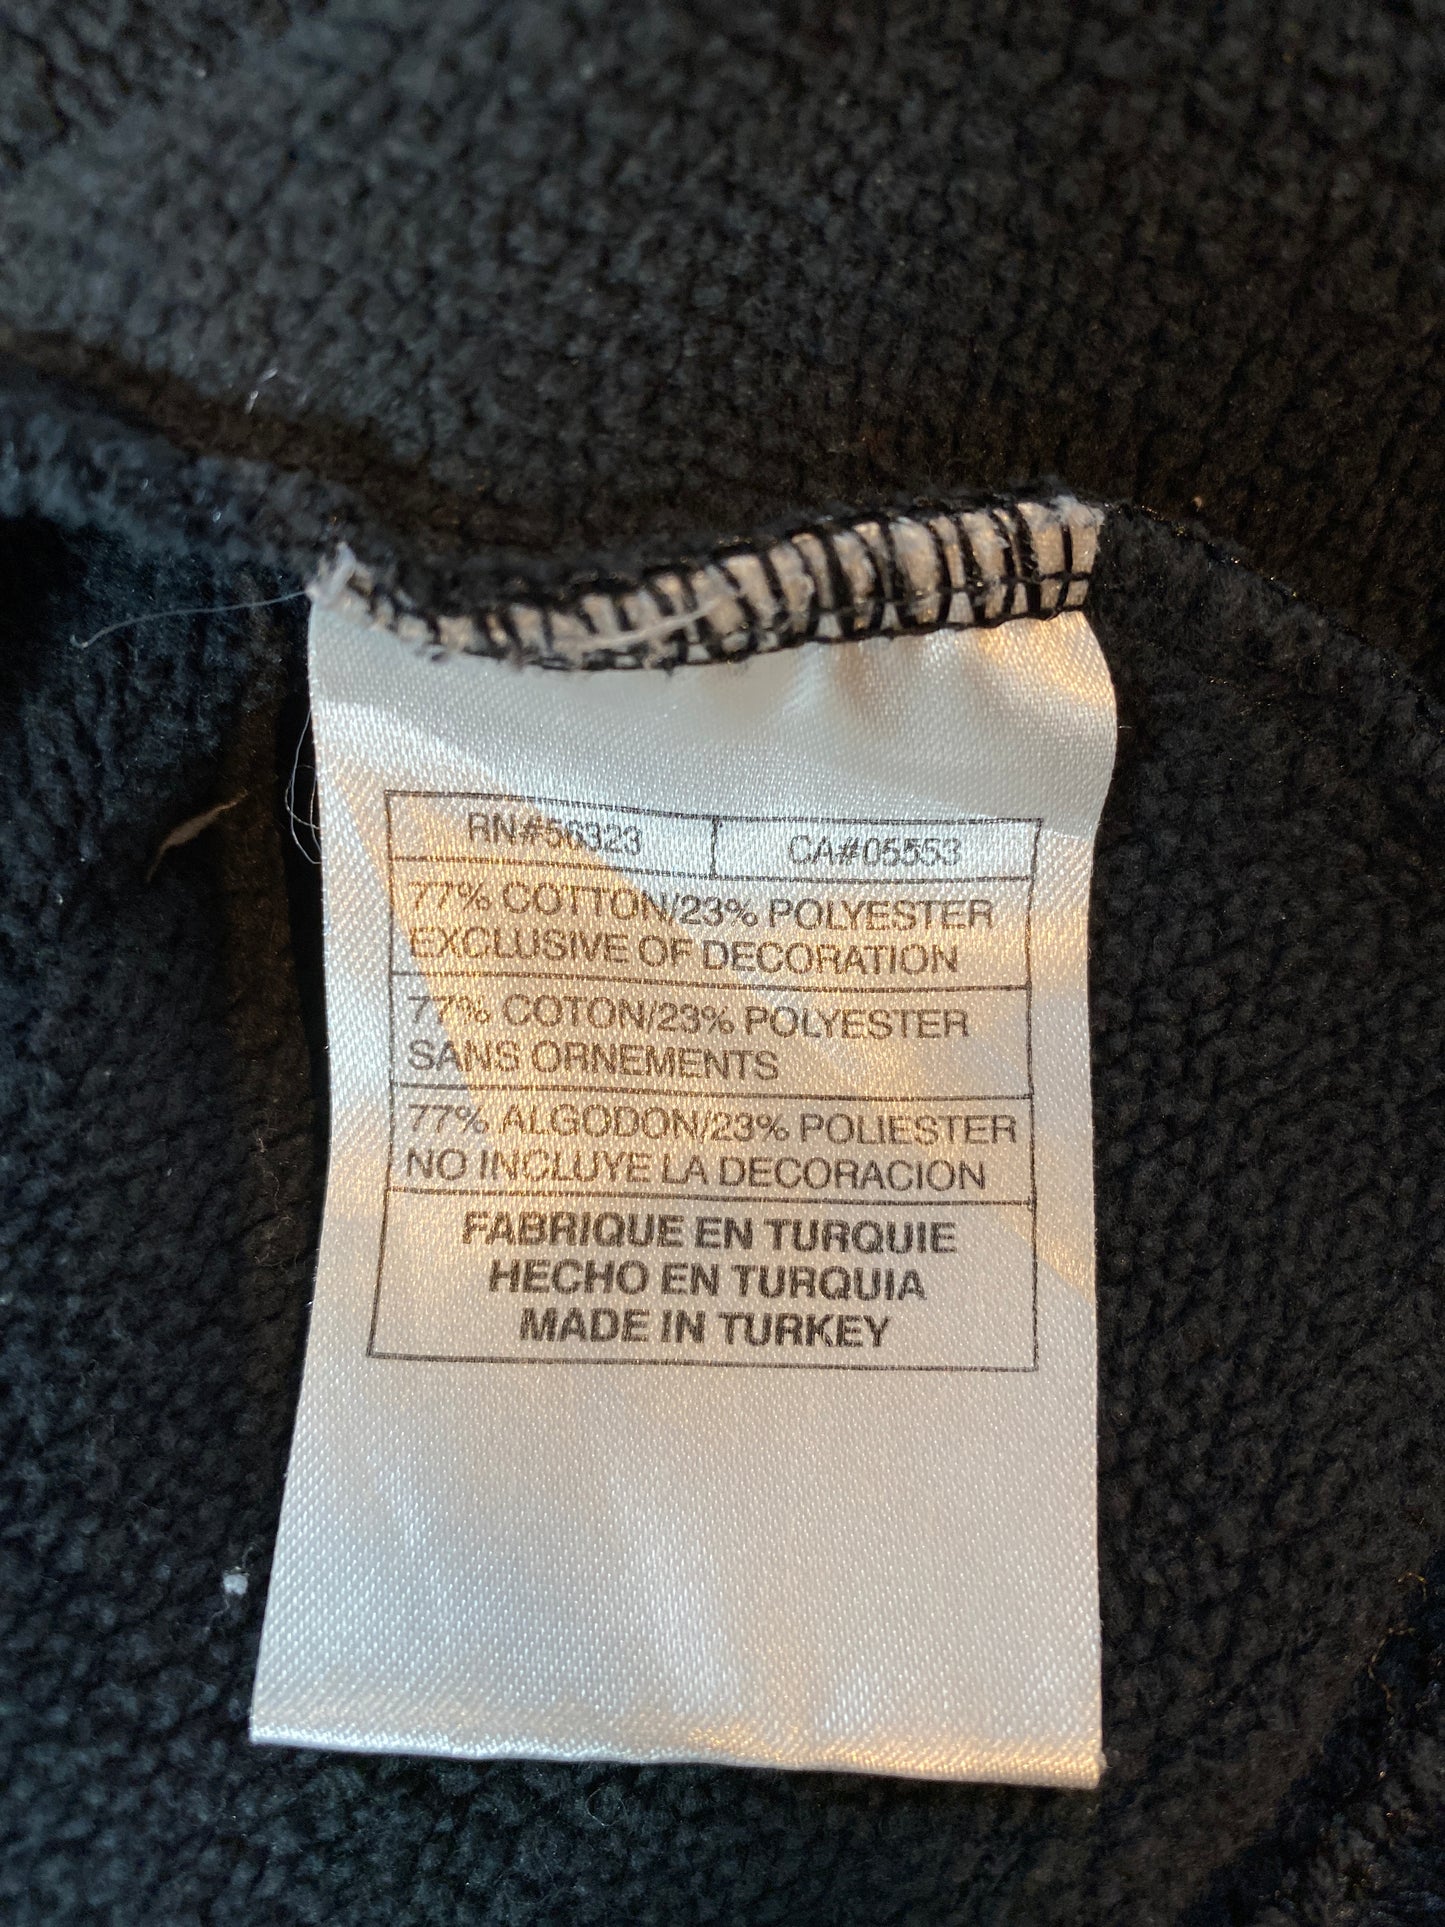 RN#56323 CA#05553
77% COTTON/23% POLYESTER
EXCLUSIVE OF DECORATION
77% COTON/23% POLYESTER
SANS ORNEMENTS
77% ALGODON/23% POLIESTER
NO INCLUYE LA DECORACION
FABRIQUE EN TURQUIE
HECHO EN TURQUIA
MADE IN TURKEY